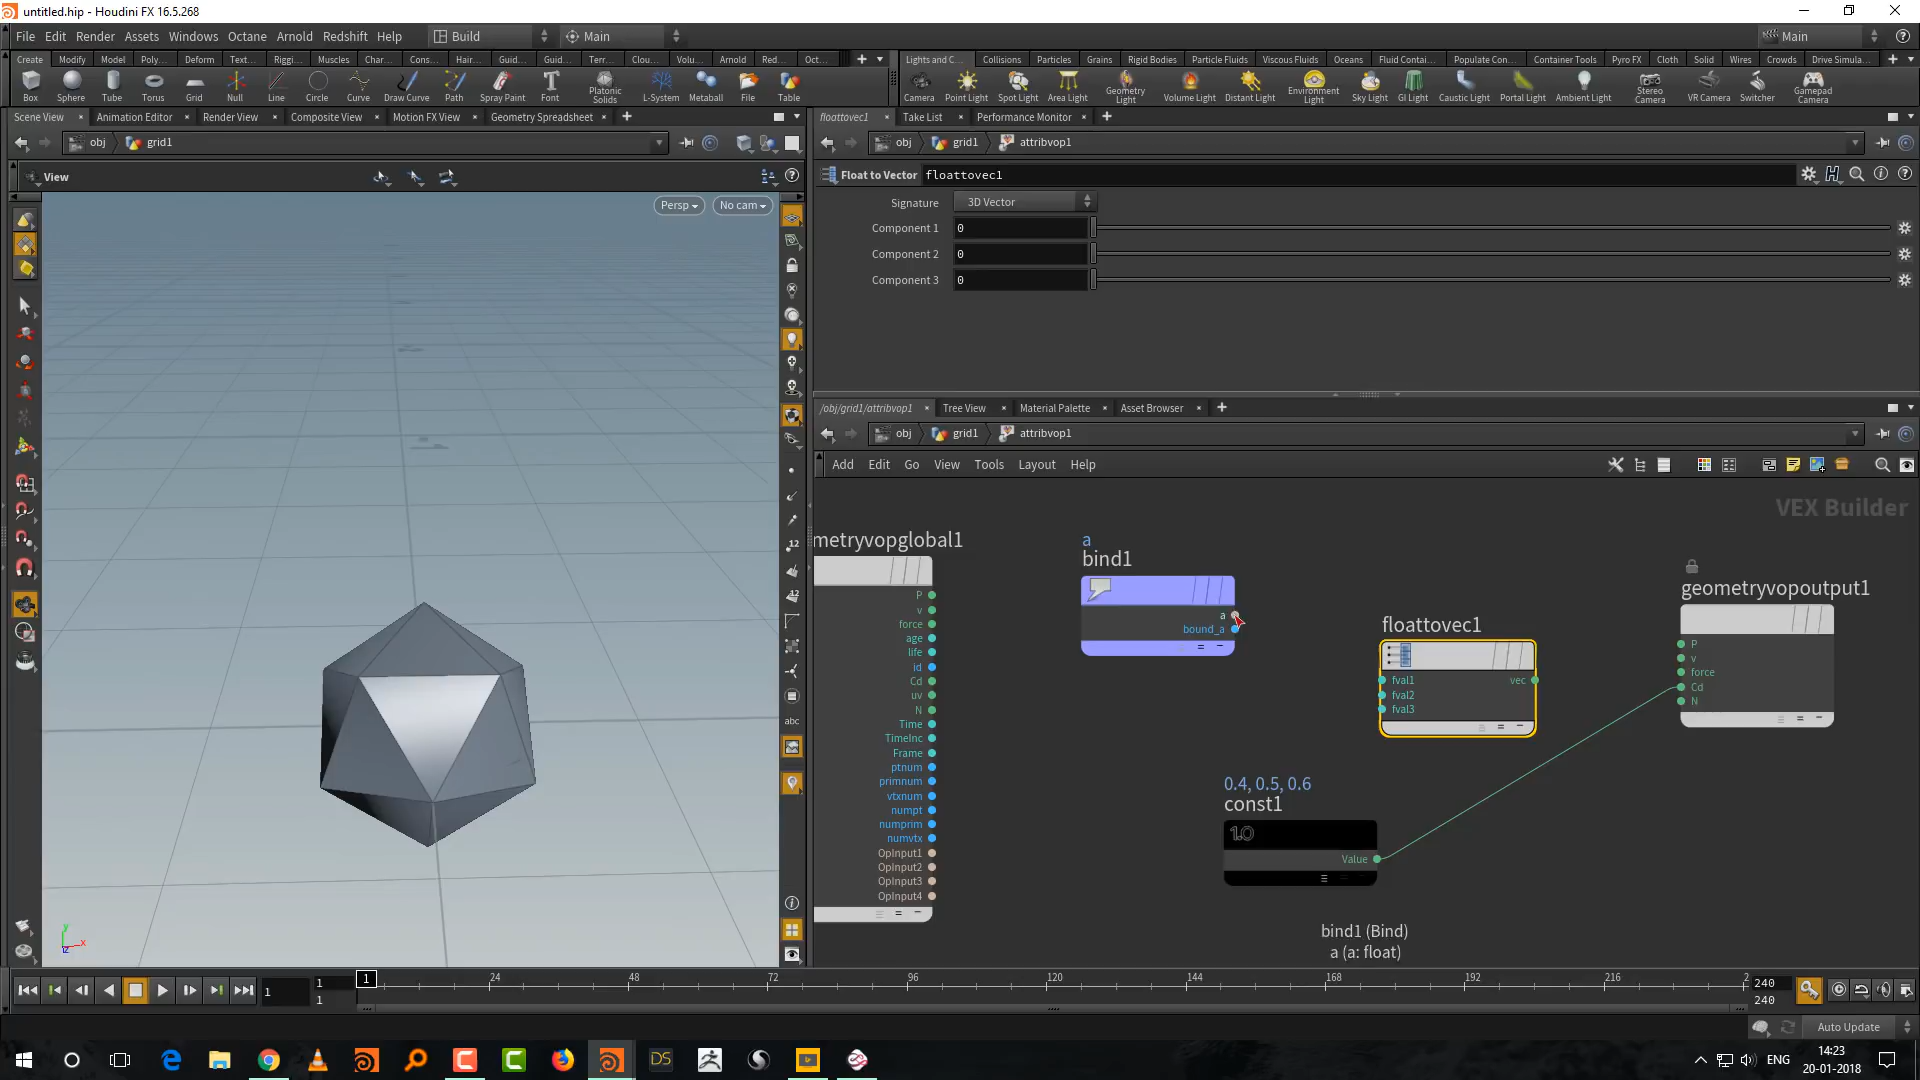 untitled.hip - Houdini FX 16.5.268
File Edit Render Assets Windows Octane Arnold Redshift Help Build Main Main
Create Modify Model Poly... Deform Text... Riggi... Muscles Char... Cons... Hair... Guid... Guid... Terr... Clou... Volu... Arnold Red... Oct...
Lights and C... Collisions Particles Grains Rigid Bodies Particle Fluids Viscous Fluids Oceans Fluid Contai... Populate Con... Container Tools Pyro FX Cloth Solid Wires Crowds Drive Simula...
Box Sphere Tube Torus Grid Null Line Circle Curve Draw Curve Path Spray Paint Font Platonic Solids L-System Metaball File Table
Camera Point Light Spot Light Area Light Geometry Light Volume Light Distant Light Environment Light Sky Light GI Light Caustic Light Portal Light Ambient Light Stereo Camera VR Camera Switcher Gamepad Camera
Scene View Animation Editor Render View Composite View Motion FX View Geometry Spreadsheet
floattovec1 Take List Performance Monitor
obj grid1
obj grid1 attribvop1
View
Float to Vector floattovec1
Persp No cam
Signature 3D Vector
Component 1 0
Component 2 0
Component 3 0
/obj/grid1/attribvop1 Tree View Material Palette Asset Browser
obj grid1 attribvop1
Add Edit Go View Tools Layout Help
VEX Builder
metryvopglobal1
P
v
force
age
life
id
Cd
uv
N
Time
TimeInc
Frame
ptnum
primnum
vtxnum
numpt
numprim
numvtx
OpInput1
OpInput2
OpInput3
OpInput4
a
bind1
a
bound_a
floattovec1
fval1 vec
fval2
fval3
geometryvopoutput1
P
v
force
Cd
N
0.4, 0.5, 0.6
const1
1.0
Value
bind1 (Bind)
a (a: float)
12
12
abc
y
x
z
1 1 1 1 24 48 72 96 120 144 168 192 216 2 240 240
Auto Update
DS
ENG
14:23
20-01-2018